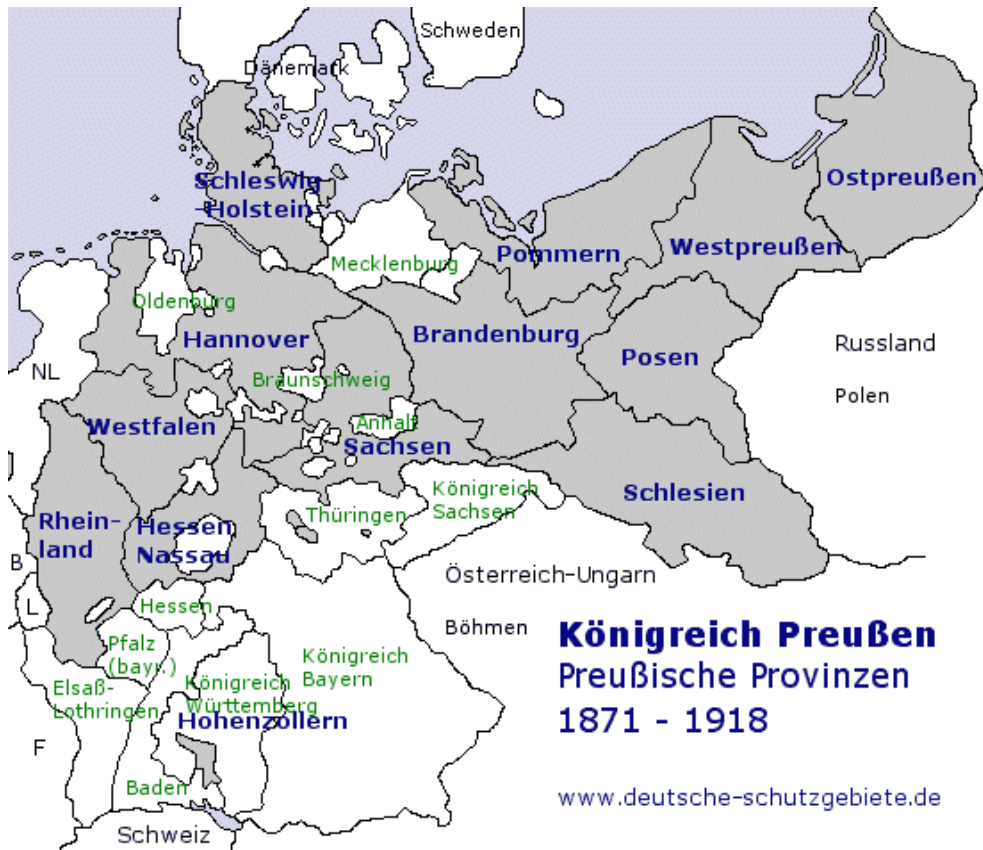 Schweden
Dänemark
Schleswig
-Holstein
Ostpreußen
Westpreußen
Pommern
Mecklenburg
Oldenburg
Hannover
Brandenburg
Posen
Russland
Polen
NL
Braunschweig
Westfalen
Anhalt
Sachsen
Königreich
Sachsen
Schlesien
Thüringen
Rhein-
land
Hessen
Nassau
B
Österreich-Ungarn
Böhmen
L
Hessen
Pfalz
(bayr.)
Königreich
Bayern
Elsaß-
Lothringen
Königreich
Württemberg
Hohenzollern
F
Baden
Schweiz
Königreich Preußen
Preußische Provinzen
1871 - 1918
www.deutsche-schutzgebiete.de